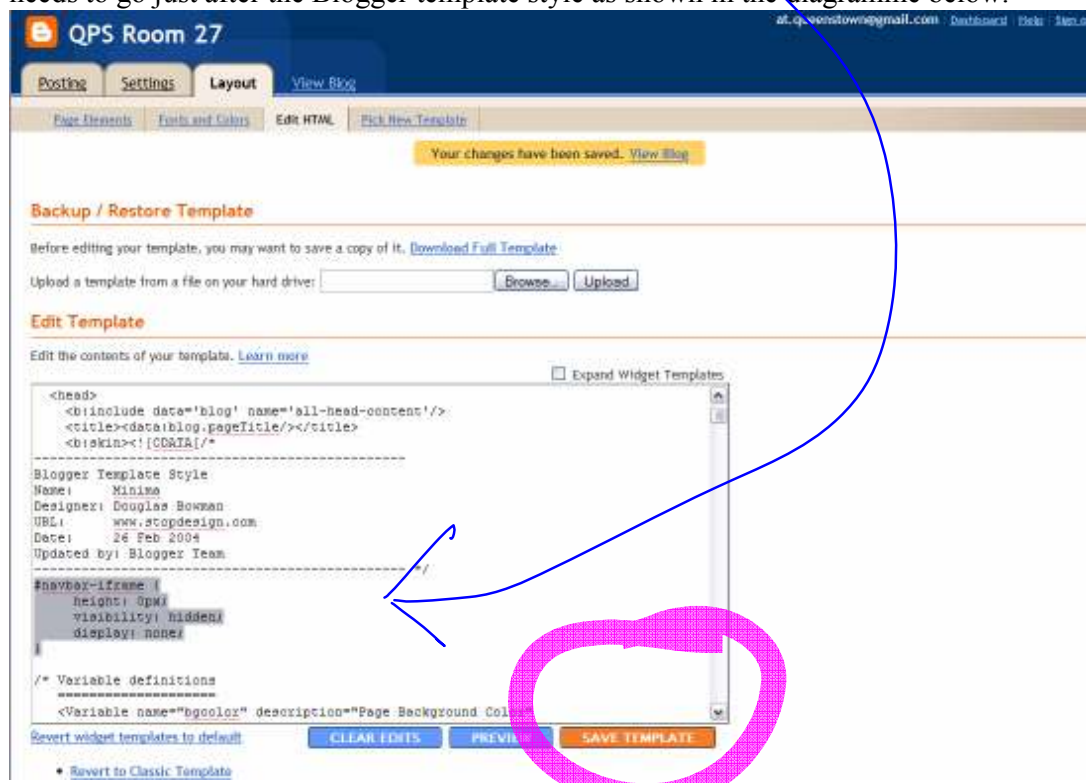 needs to go just after the Blogger template style as shown in the diagramme below.
QPS Room 27
at.queenstown@gmail.com Dashboard Help
Posting Settings Layout View Blog
Page Elements Fonts and Colors Edit HTML Pick New Template
Your changes have been saved. View Blog
Backup / Restore Template
Before editing your template, you may want to save a copy of it. Download Full Template
Upload a template from a file on your hard drive: Browse... Upload
Edit Template
Edit the contents of your template. Learn more
Expand Widget Templates
<head>
<b:include data='blog' name='all-head-content'/>
<title><data:blog.pageTitle/></title>
<b:skin><![CDATA[/*
-----------------------------------------------
Blogger Template Style
Name: Minima
Designer: Douglas Bowman
URL: www.stopdesign.com
Date: 26 Feb 2004
Updated by: Blogger Team
----------------------------------------------- */
#navbar-iframe {
height: 0px;
visibility: hidden;
display: none;
}
/* Variable definitions
====================
<Variable name="bgcolor" description="Page Background
Revert widget templates to default CLEAR EDITS PREVIEW SAVE TEMPLATE
• Revert to Classic Template